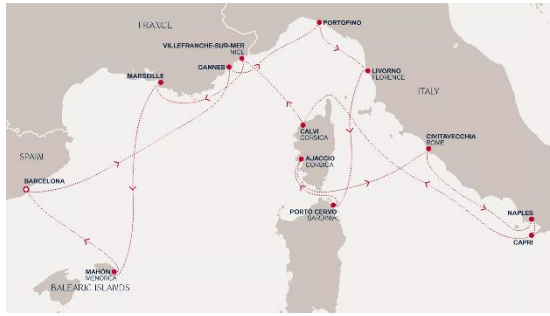 FRANCE
VILLEFRANCHE-SUR-MER
NICE
PORTOFINO
CANNES
MARSEILLE
LIVORNO
FLORENCE
ITALY
CALVI
CORSICA
CIVITAVECCHIA
ROME
SPAIN
AJACCIO
CORSICA
BARCELONA
PORTO CERVO
SARDINIA
NAPLES
CAPRI
MAHÓN
MENORCA
BALEARIC ISLANDS